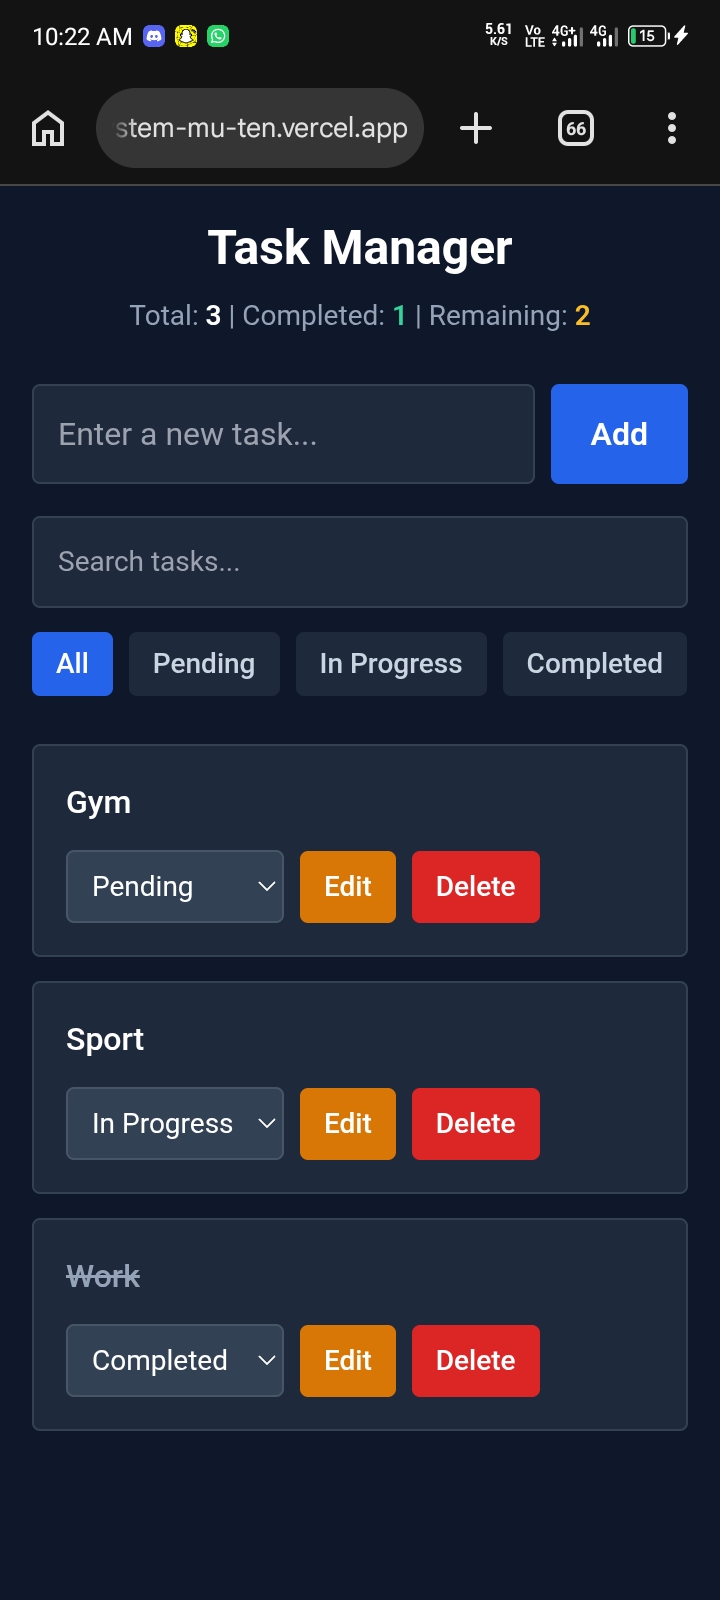 10:22 AM 5.61 K/S Vo LTE 4G+ 4G 15
stem-mu-ten.vercel.app 66
Task Manager
Total: 3 | Completed: 1 | Remaining: 2
Enter a new task... Add
Search tasks...
All Pending In Progress Completed
Gym
Pending Edit Delete
Sport
In Progress Edit Delete
Work
Completed Edit Delete